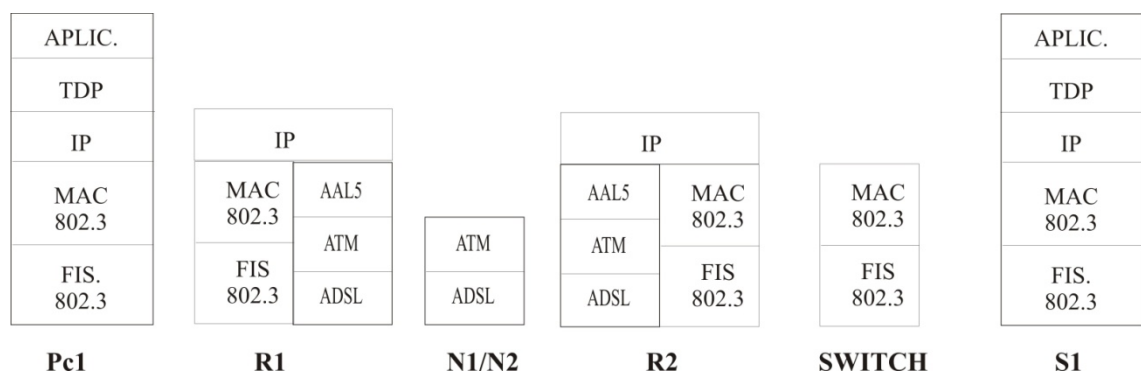 APLIC.
TDP
IP
MAC
802.3
FIS.
802.3
Pc1
IP
MAC
802.3
FIS
802.3
AAL5
ATM
ADSL
R1
ATM
ADSL
N1/N2
IP
AAL5
ATM
ADSL
MAC
802.3
FIS
802.3
R2
MAC
802.3
FIS
802.3
SWITCH
APLIC.
TDP
IP
MAC
802.3
FIS.
802.3
S1